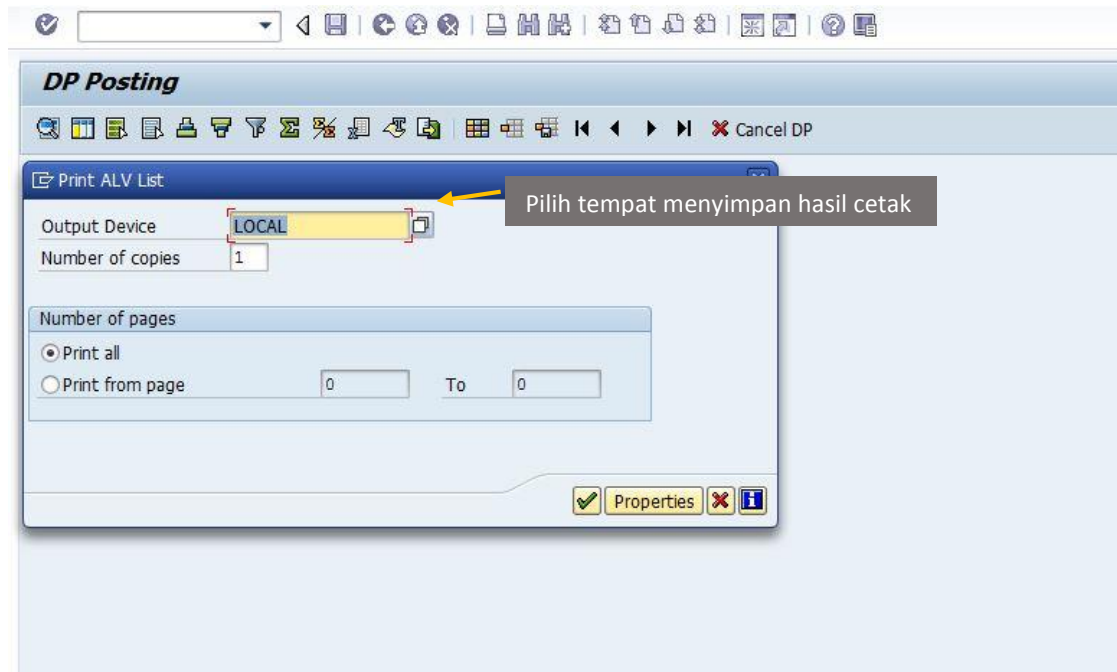 DP Posting
Cancel DP
Print ALV List
Pilih tempat menyimpan hasil cetak
Output Device LOCAL
Number of copies 1
Number of pages
Print all
Print from page 0 To 0
Properties